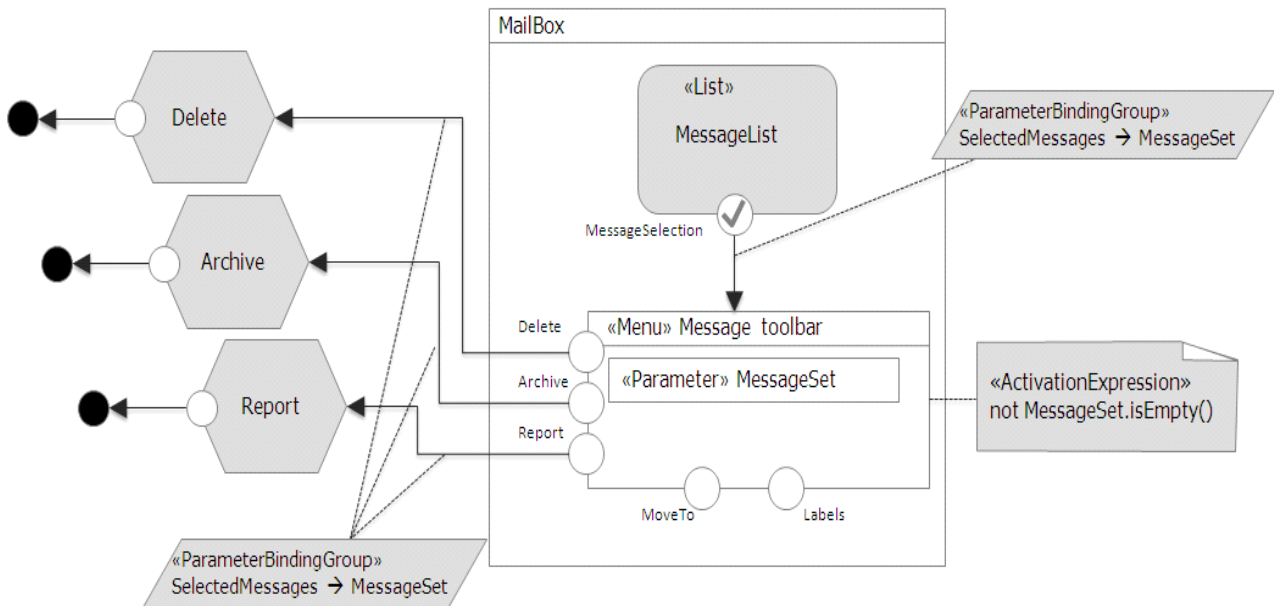 MailBox
«List»
MessageList
MessageSelection
«ParameterBindingGroup»
SelectedMessages → MessageSet
Delete
Archive
Report
Delete
Archive
Report
«Menu» Message toolbar
«Parameter» MessageSet
MoveTo
Labels
«ActivationExpression»
not MessageSet.isEmpty()
«ParameterBindingGroup»
SelectedMessages → MessageSet